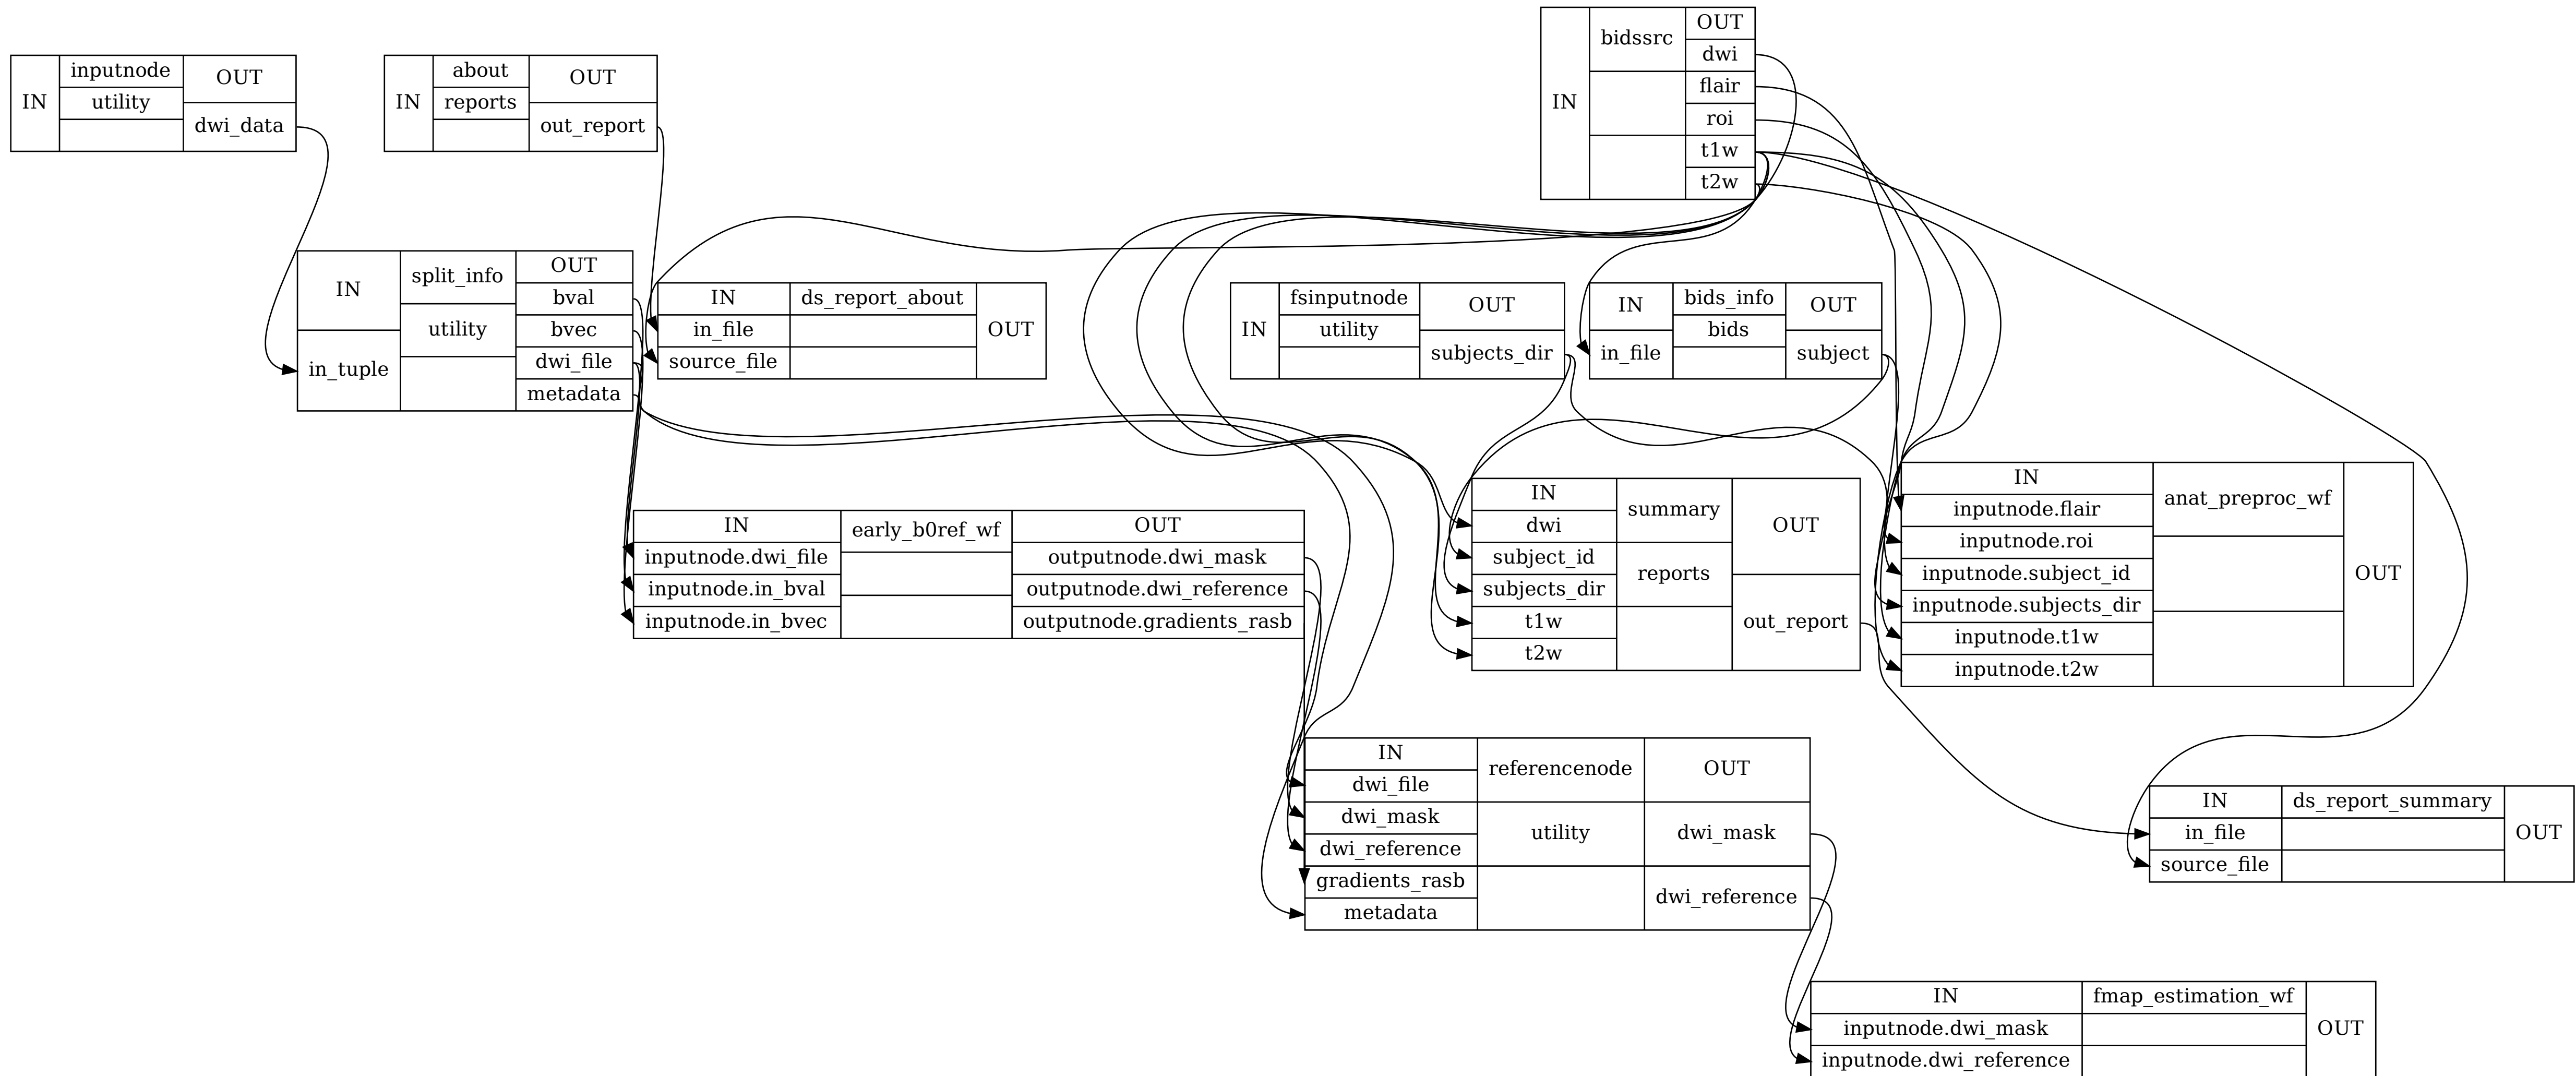 IN
inputnode
utility
OUT
dwi_data
IN
about
reports
OUT
out_report
IN
bidssrc
OUT
dwi
flair
roi
t1w
t2w
IN
in_tuple
split_info
utility
OUT
bval
bvec
dwi_file
metadata
IN
in_file
source_file
ds_report_about
OUT
IN
fsinputnode
utility
OUT
subjects_dir
IN
in_file
bids_info
bids
OUT
subject
IN
inputnode.dwi_file
inputnode.in_bval
inputnode.in_bvec
early_b0ref_wf
OUT
outputnode.dwi_mask
outputnode.dwi_reference
outputnode.gradients_rasb
IN
dwi
subject_id
subjects_dir
t1w
t2w
summary
reports
OUT
out_report
IN
inputnode.flair
inputnode.roi
inputnode.subject_id
inputnode.subjects_dir
inputnode.t1w
inputnode.t2w
anat_preproc_wf
OUT
IN
dwi_file
dwi_mask
dwi_reference
gradients_rasb
metadata
referencenode
utility
OUT
dwi_mask
dwi_reference
IN
in_file
source_file
ds_report_summary
OUT
IN
inputnode.dwi_mask
inputnode.dwi_reference
fmap_estimation_wf
OUT